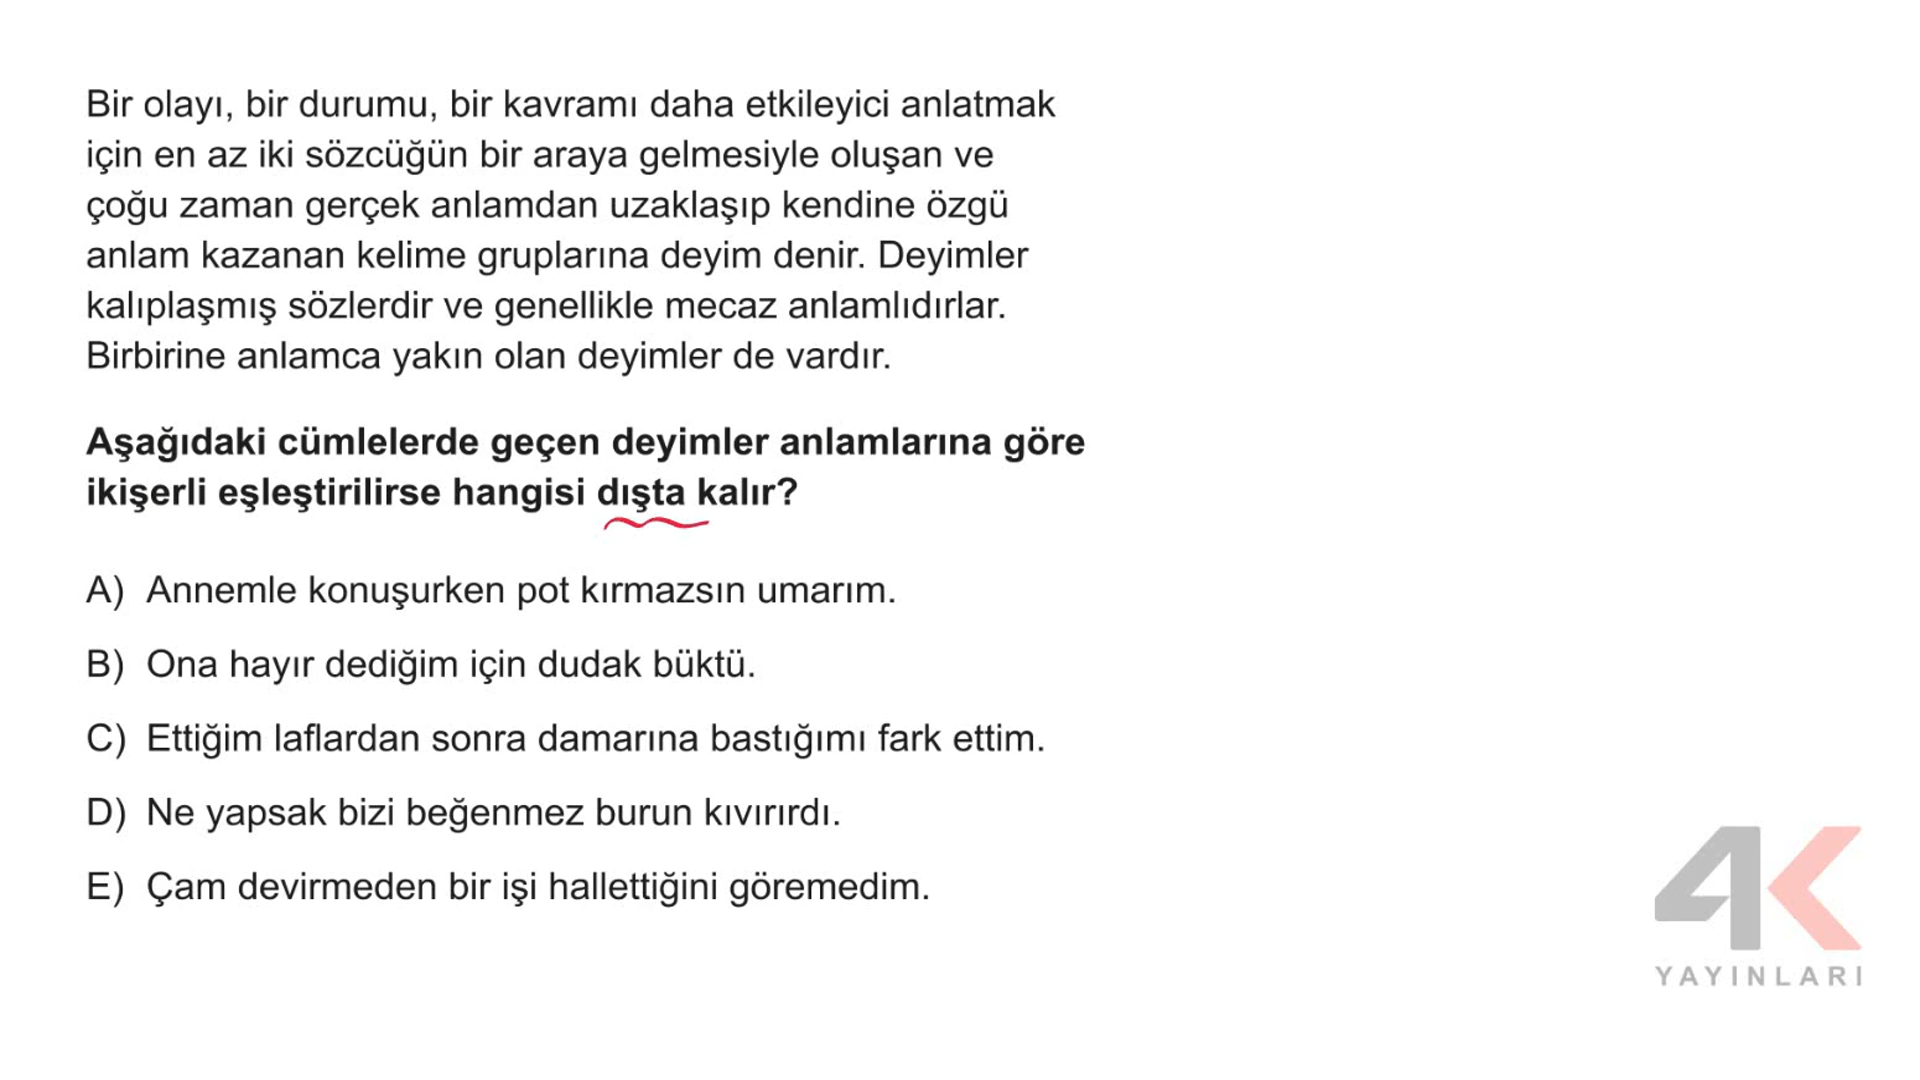 Bir olayı, bir durumu, bir kavramı daha etkileyici anlatmak
için en az iki sözcüğün bir araya gelmesiyle oluşan ve
çoğu zaman gerçek anlamdan uzaklaşıp kendine özgü
anlam kazanan kelime gruplarına deyim denir. Deyimler
kalıplaşmış sözlerdir ve genellikle mecaz anlamlıdırlar.
Birbirine anlamca yakın olan deyimler de vardır.
Aşağıdaki cümlelerde geçen deyimler anlamlarına göre
ikişerli eşleştirilirse hangisi dışta kalır?
A) Annemle konuşurken pot kırmazsın umarım.
B) Ona hayır dediğim için dudak büktü.
C) Ettiğim laflardan sonra damarına bastığımı fark ettim.
D) Ne yapsak bizi beğenmez burun kıvırırdı.
E) Çam devirmeden bir işi hallettiğini göremedim.
4K
YAYINLARI